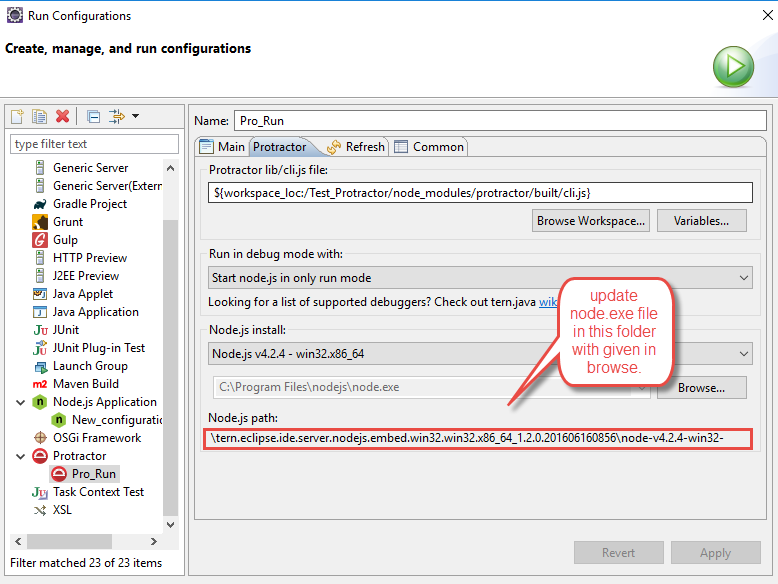 Run Configurations
Create, manage, and run configurations
Name: Pro_Run
type filter text
Main Protractor Refresh Common
Generic Server
Generic Server(Extern
Gradle Project
Grunt
Gulp
HTTP Preview
J2EE Preview
Java Applet
Java Application
JUnit
JUnit Plug-in Test
Launch Group
Maven Build
Node.js Application
New_configuratio
OSGi Framework
Protractor
Pro_Run
Task Context Test
XSL
Filter matched 23 of 23 items
Protractor lib/cli.js file:
${workspace_loc:/Test_Protractor/node_modules/protractor/built/cli.js}
Browse Workspace... Variables...
Run in debug mode with:
Start node.js in only run mode
Looking for a list of supported debuggers? Check out tern.java wik
update
node.exe file
in this folder
with given in
browse.
Node.js install:
Node.js v4.2.4 - win32.x86_64
C:\Program Files\nodejs\node.exe
Browse...
Node.js path:
\tern.eclipse.ide.server.nodejs.embed.win32.win32.x86_64_1.2.0.201606160856\node-v4.2.4-win32-
Revert Apply